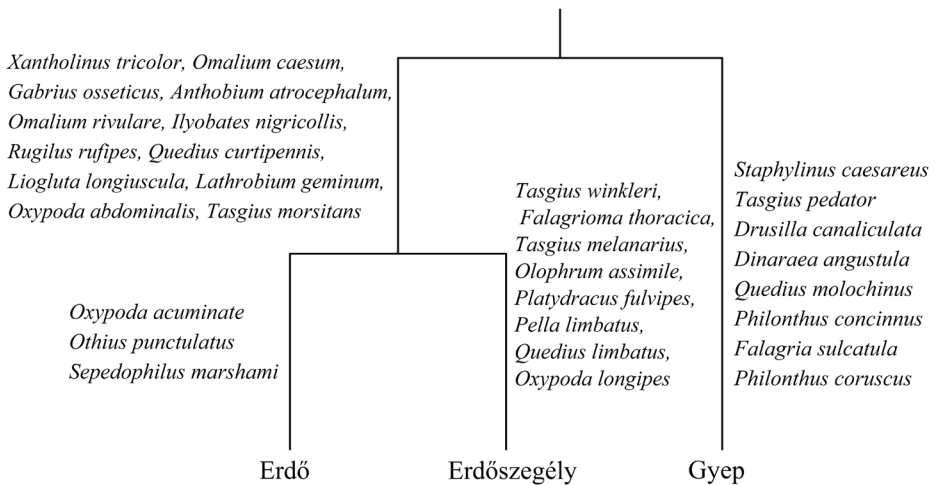 Xantholinus tricolor, Omalium caesum,
Gabrius osseticus, Anthobium atrocephalum,
Omalium rivulare, Ilyobates nigricollis,
Rugilus rufipes, Quedius curtipennis,
Liogluta longiuscula, Lathrobium geminum,
Oxypoda abdominalis, Tasgius morsitans
Oxypoda acuminate
Othius punctulatus
Sepedophilus marshami
Tasgius winkleri,
Falagrioma thoracica,
Tasgius melanarius,
Olophrum assimile,
Platydracus fulvipes,
Pella limbatus,
Quedius limbatus,
Oxypoda longipes
Staphylinus caesareus
Tasgius pedator
Drusilla canaliculata
Dinaraea angustula
Quedius molochinus
Philonthus concinnus
Falagria sulcatula
Philonthus coruscus
Erdő
Erdőszegély
Gyep